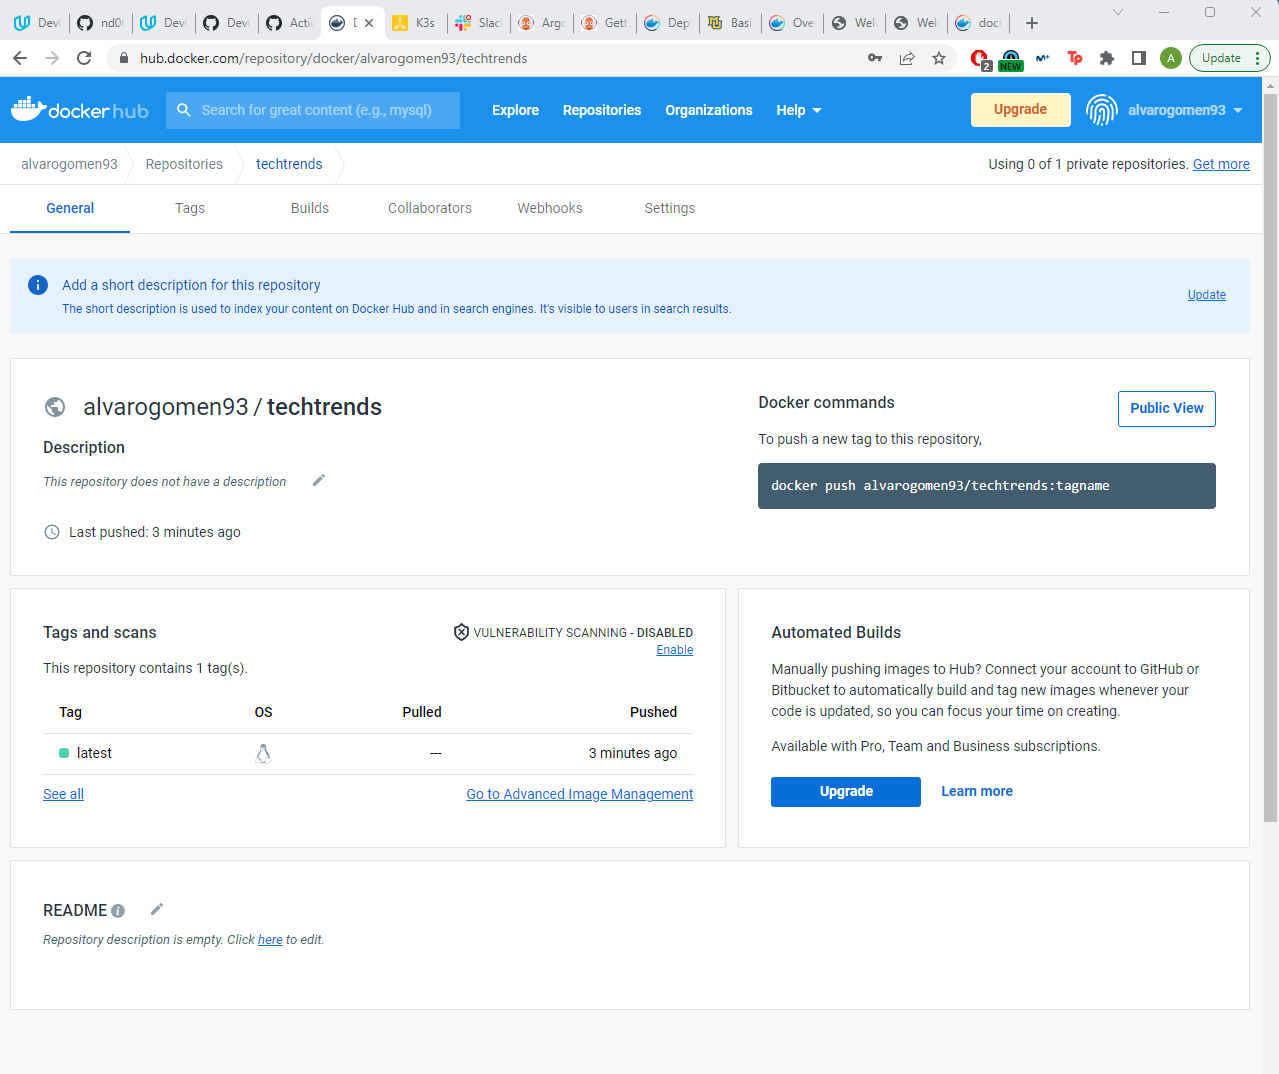 Dev
nd0
Dev
Dev
Actio
K3s
Slac
Argo
Gett
Dep
Basi
Ove
Wel
Wel
doc
hub.docker.com/repository/docker/alvarogomen93/techtrends
2
NEW
Tp
A
Update
docker hub
Search for great content (e.g., mysql)
Explore
Repositories
Organizations
Help
Upgrade
alvarogomen93
alvarogomen93
Repositories
techtrends
Using 0 of 1 private repositories. Get more
General
Tags
Builds
Collaborators
Webhooks
Settings
i
Add a short description for this repository
The short description is used to index your content on Docker Hub and in search engines. It's visible to users in search results.
Update
alvarogomen93 / techtrends
Description
This repository does not have a description
Last pushed: 3 minutes ago
Docker commands
Public View
To push a new tag to this repository,
docker push alvarogomen93/techtrends:tagname
Tags and scans
VULNERABILITY SCANNING - DISABLED
Enable
This repository contains 1 tag(s).
Tag OS Pulled Pushed
latest --- 3 minutes ago
See all
Go to Advanced Image Management
Automated Builds
Manually pushing images to Hub? Connect your account to GitHub or
Bitbucket to automatically build and tag new images whenever your
code is updated, so you can focus your time on creating.
Available with Pro, Team and Business subscriptions.
Upgrade
Learn more
README
i
Repository description is empty. Click here to edit.